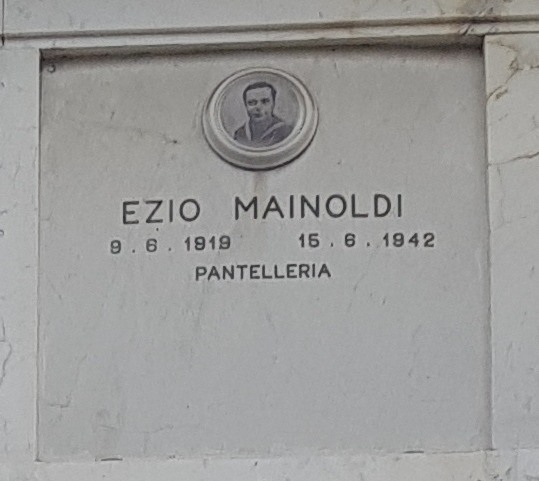 EZIO MAINOLDI
9.6.1919 15.6.1942
PANTELLERIA